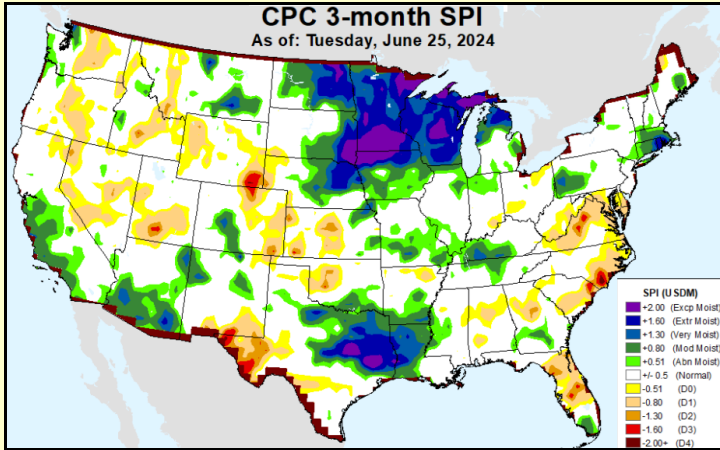 CPC 3-month SPI
As of: Tuesday, June 25, 2024
SPI (USDM)
+2.00 (Excp Moist)
+1.60 (Extr Moist)
+1.30 (Very Moist)
+0.80 (Mod Moist)
+0.51 (Abn Moist)
+/- 0.5 (Normal)
-0.51 (D0)
-0.80 (D1)
-1.30 (D2)
-1.60 (D3)
-2.00+ (D4)